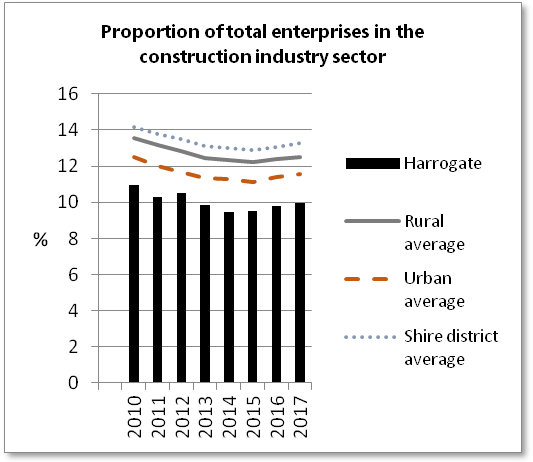 Proportion of total enterprises in the
construction industry sector
16
14
12
10
8
6
4
2
0
%
2010
2011
2012
2013
2014
2015
2016
2017
Harrogate
Rural
average
Urban
average
Shire district
average